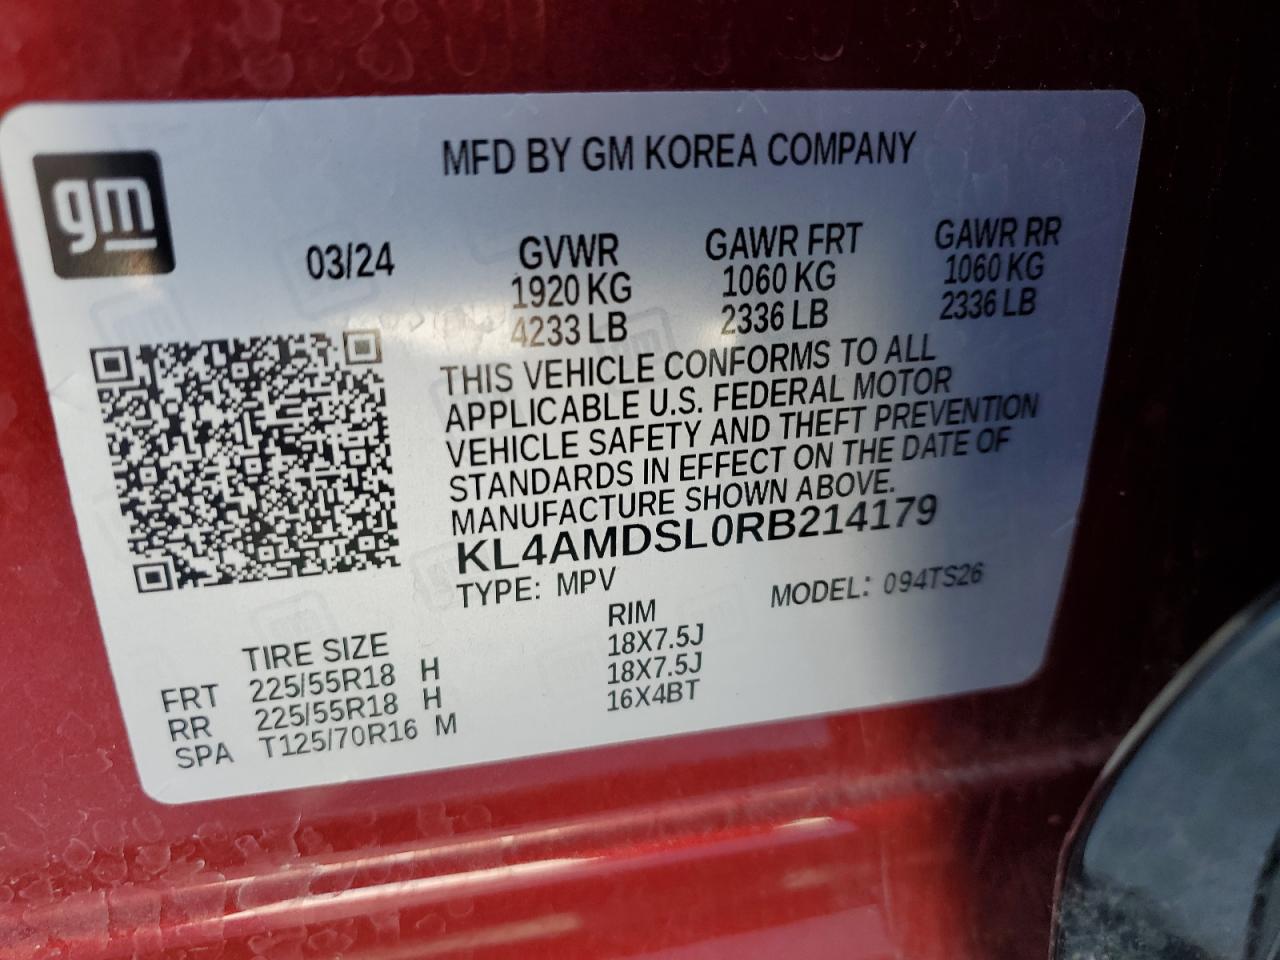 gm
MFD BY GM KOREA COMPANY
03/24 GVWR GAWR FRT GAWR RR
1920 KG 1060 KG 1060 KG
4233 LB 2336 LB 2336 LB
THIS VEHICLE CONFORMS TO ALL
APPLICABLE U.S. FEDERAL MOTOR
VEHICLE SAFETY AND THEFT PREVENTION
STANDARDS IN EFFECT ON THE DATE OF
MANUFACTURE SHOWN ABOVE.
KL4AMDSL0RB214179
TYPE: MPV MODEL: 094TS26
TIRE SIZE RIM
FRT 225/55R18 H 18X7.5J
RR 225/55R18 H 18X7.5J
SPA T125/70R16 M 16X4BT